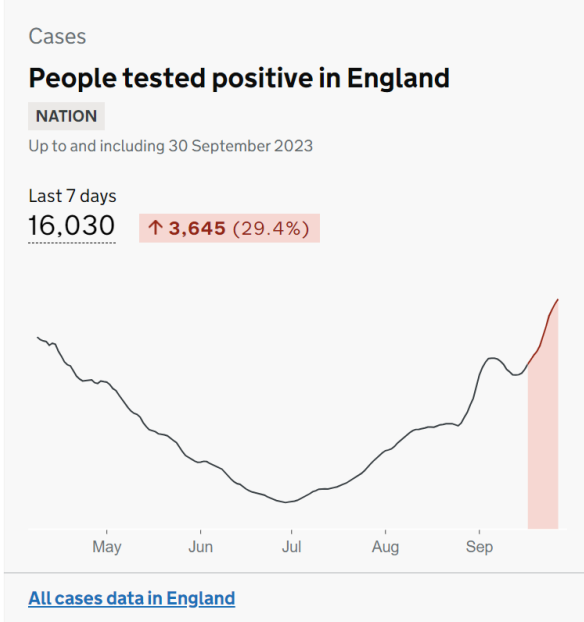 Cases
People tested positive in England
NATION
Up to and including 30 September 2023
Last 7 days
16,030 ↑ 3,645 (29.4%)
May Jun Jul Aug Sep
All cases data in England